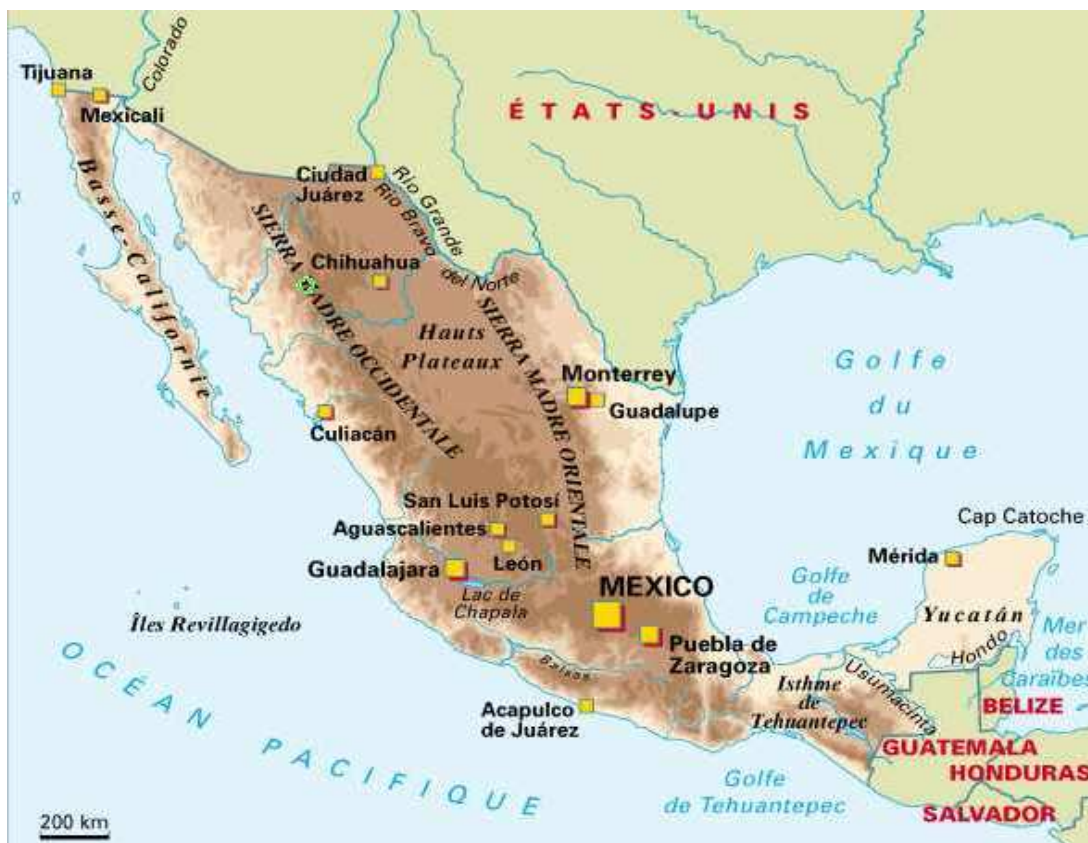 Tijuana
Mexicali
Colorado
ÉTATS-UNIS
Basse-Californie
Ciudad
Juárez
Río Grande
Río Bravo
del Norte
SIERRA MADRE OCCIDENTALE
Chihuahua
Hauts
Plateaux
SIERRA MADRE ORIENTALE
Monterrey
Guadalupe
Golfe
du
Mexique
Culiacán
San Luis Potosí
Aguascalientes
León
Guadalajara
Lac de
Chapala
MEXICO
Puebla de
Zaragoza
Cap Catoche
Mérida
Golfe
de
Campeche
Yucatán
Hondo
Mer
des
Caraïbes
Îles Revillagigedo
Balsas
Isthme
de
Tehuantepec
Usumacinta
BELIZE
Acapulco
de Juárez
GUATEMALA
HONDURAS
SALVADOR
Golfe
de Tehuantepec
OCÉAN PACIFIQUE
200 km